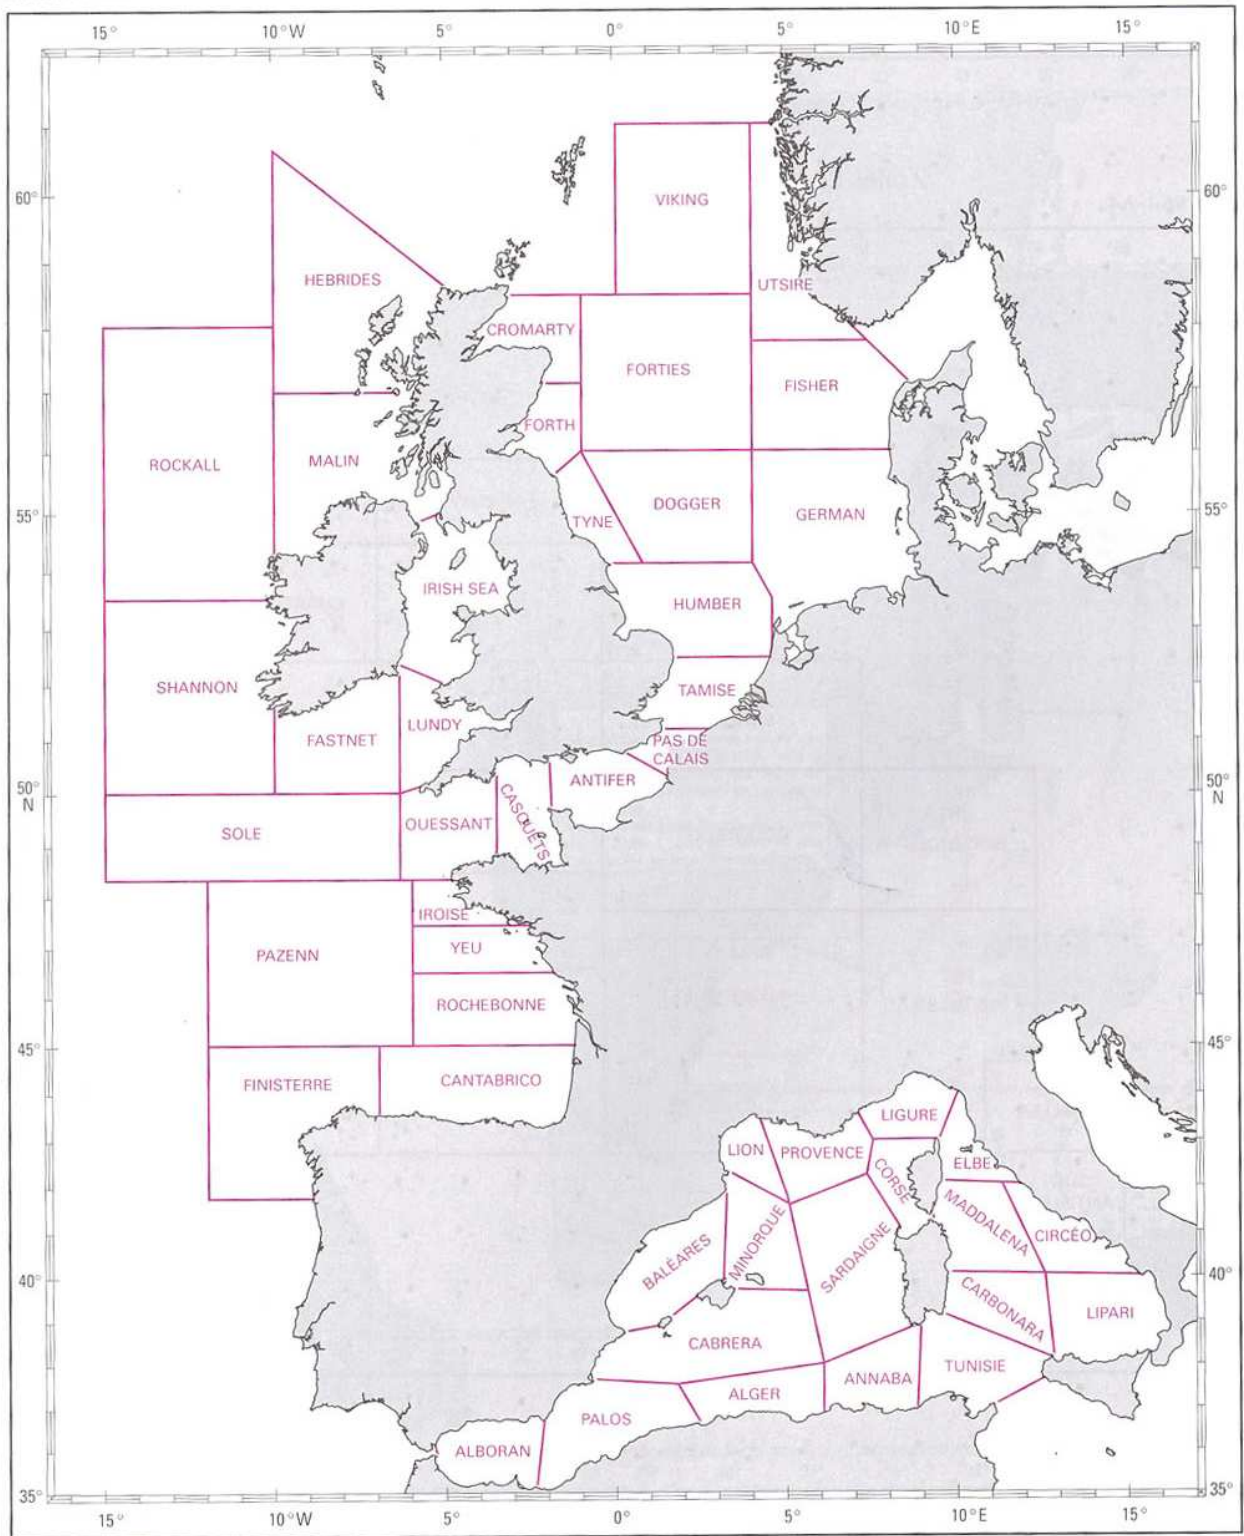 15° 10°W 5° 0° 5° 10°E 15°
60° 60°
VIKING
HEBRIDES
UTSIRE
CROMARTY
FORTIES
FISHER
FORTH
ROCKALL
MALIN
DOGGER
GERMAN
55° 55°
TYNE
IRISH SEA
HUMBER
SHANNON
TAMISE
LUNDY
FASTNET
PAS DE
CALAIS
ANTIFER
50° 50°
N N
CASQUETS
OUESSANT
SOLE
IROISE
YEU
PAZENN
ROCHEBONNE
45° 45°
CANTABRICO
FINISTERRE
LIGURE
LION
PROVENCE
ELBE
CORSE
MADDALENA
CIRCÉO
MINORQUE
BALÉARES
SARDAIGNE
40° 40°
CARBONARA
LIPARI
CABRERA
TUNISIE
ANNABA
ALGER
PALOS
ALBORAN
35° 35°
15° 10°W 5° 0° 5° 10°E 15°